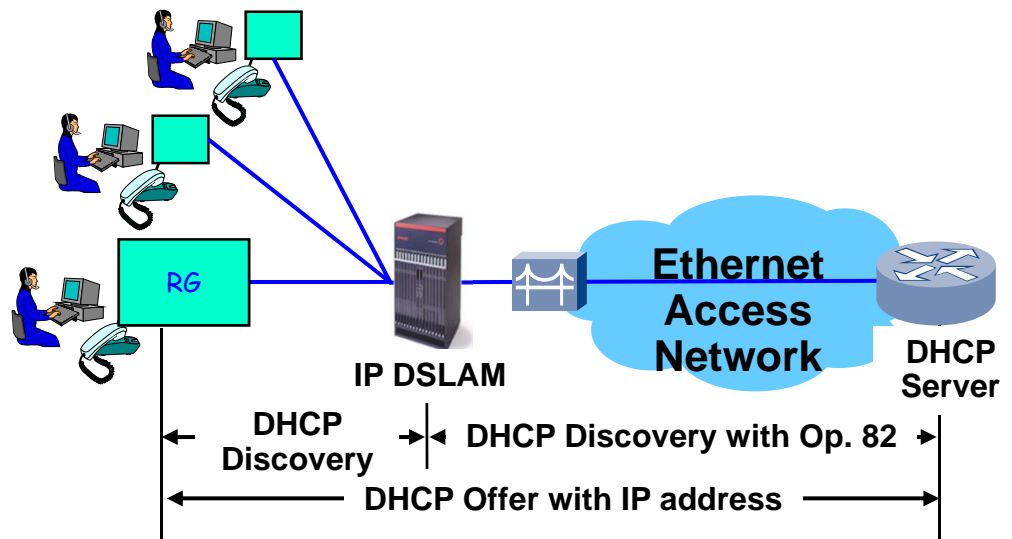 RG
Ethernet
Access
Network
IP DSLAM
DHCP
Server
DHCP
Discovery
DHCP Discovery with Op. 82
DHCP Offer with IP address